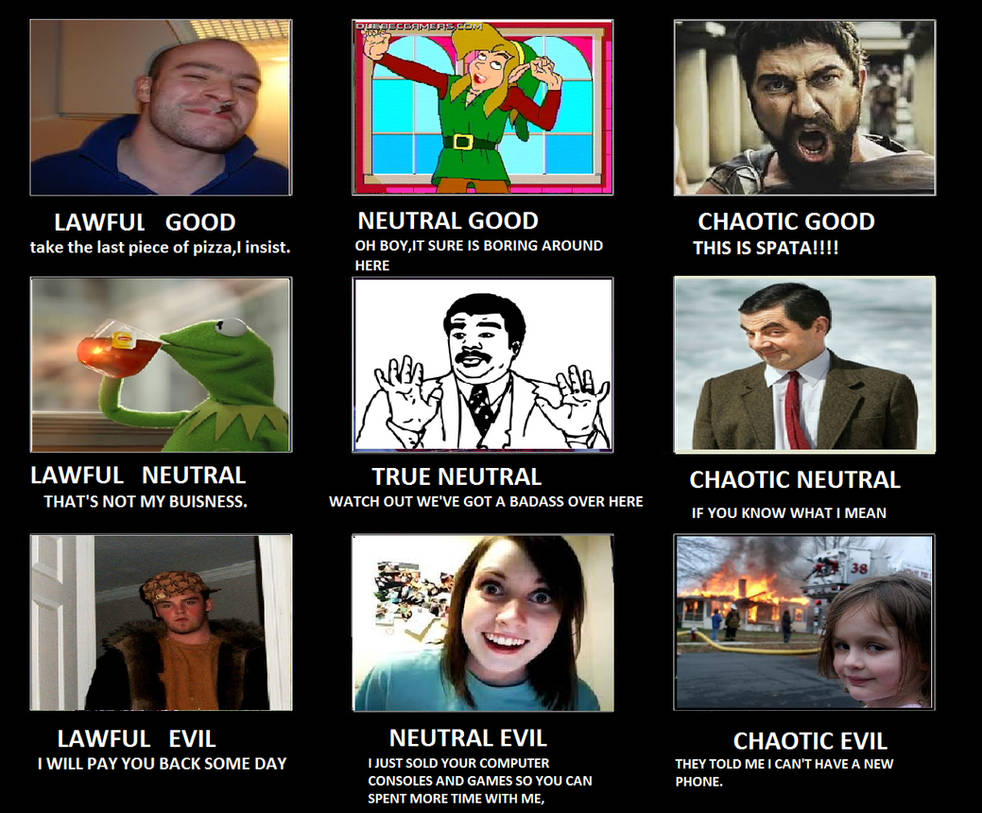 DUEBECGAMERS.COM
LAWFUL GOOD
take the last piece of pizza,I insist.
NEUTRAL GOOD
OH BOY,IT SURE IS BORING AROUND
HERE
CHAOTIC GOOD
THIS IS SPATA!!!!
LAWFUL NEUTRAL
THAT'S NOT MY BUISNESS.
TRUE NEUTRAL
WATCH OUT WE'VE GOT A BADASS OVER HERE
CHAOTIC NEUTRAL
IF YOU KNOW WHAT I MEAN
38
LAWFUL EVIL
I WILL PAY YOU BACK SOME DAY
NEUTRAL EVIL
I JUST SOLD YOUR COMPUTER
CONSOLES AND GAMES SO YOU CAN
SPENT MORE TIME WITH ME,
CHAOTIC EVIL
THEY TOLD ME I CAN'T HAVE A NEW
PHONE.